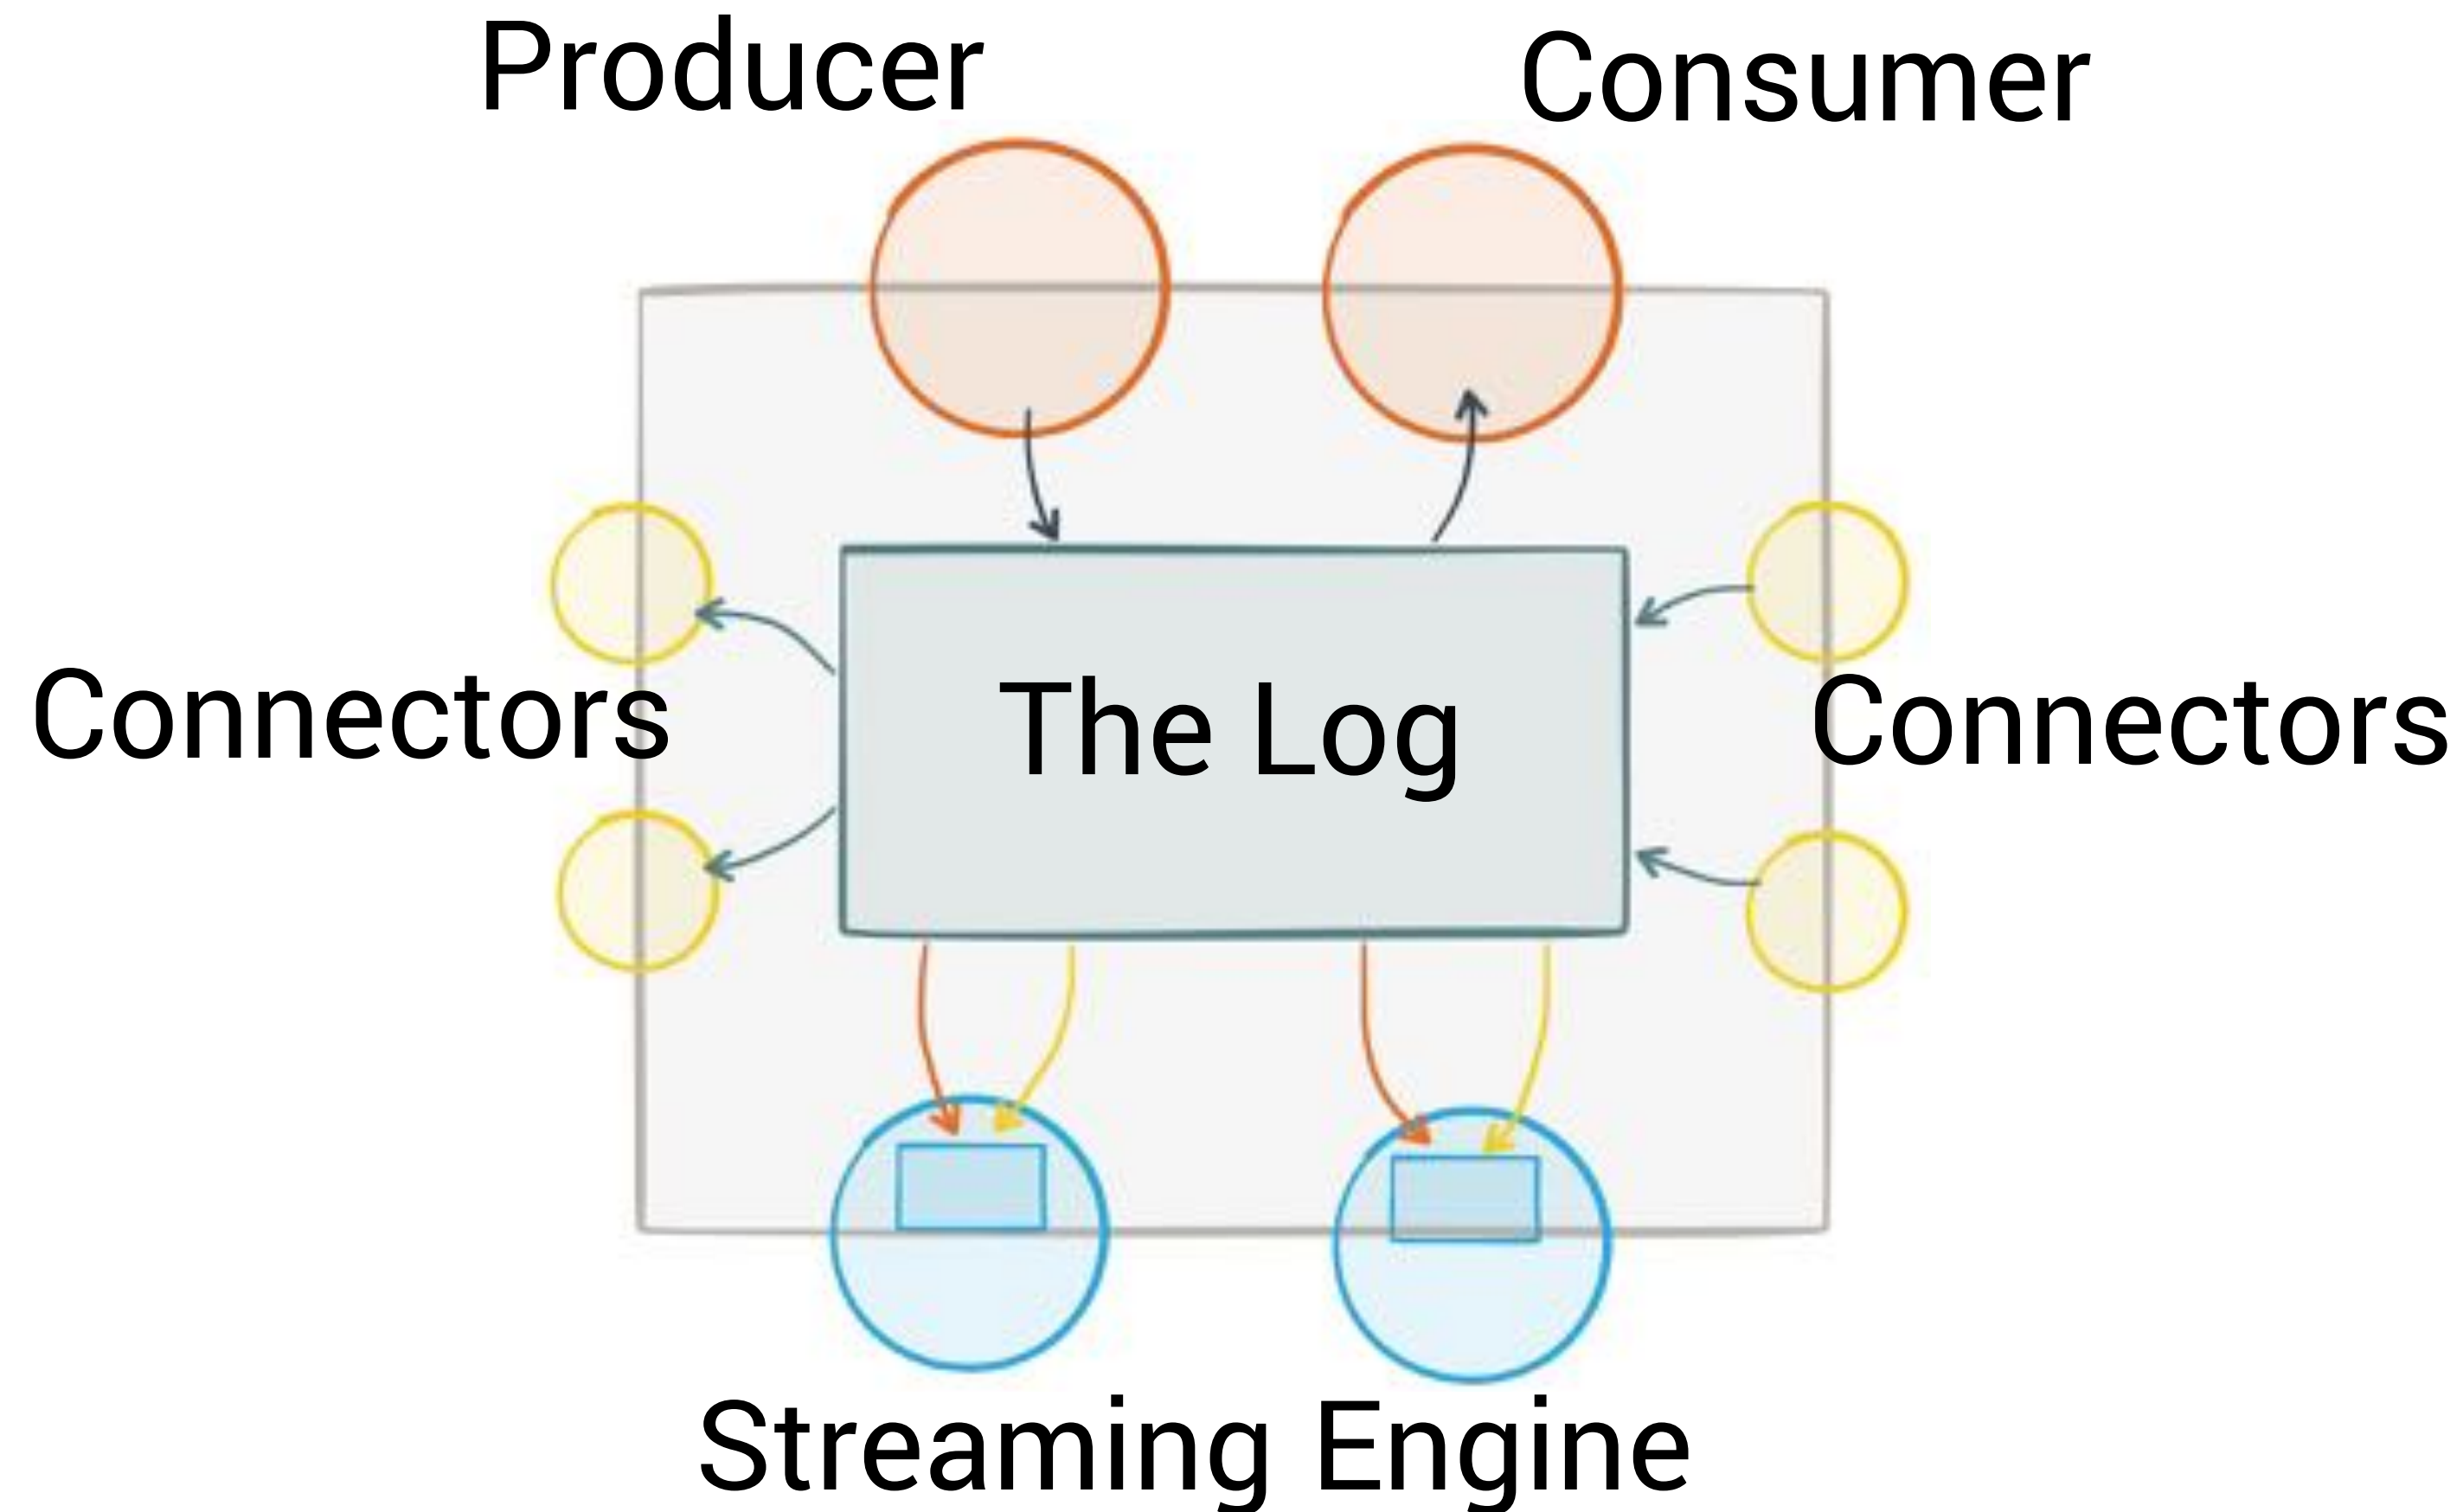 Producer
Consumer
Connectors
The Log
Connectors
Streaming Engine